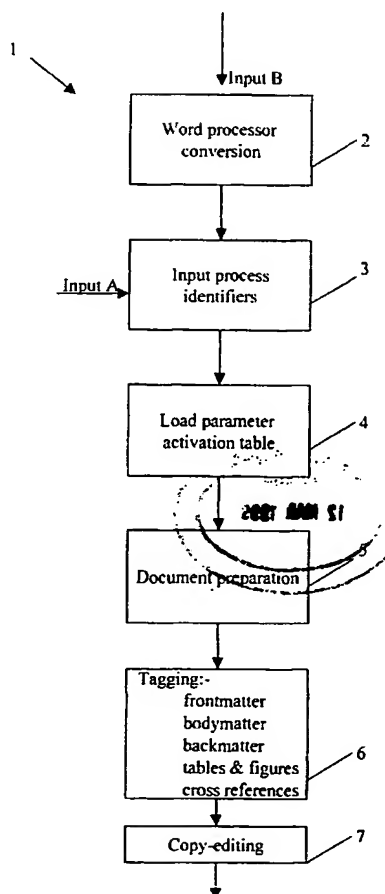 1
Input B
Word processor
conversion
2
Input A
Input process
identifiers
3
Load parameter
activation table
4
Document preparation
5
Tagging:-
frontmatter
bodymatter
backmatter
tables & figures
cross references
6
Copy-editing
7